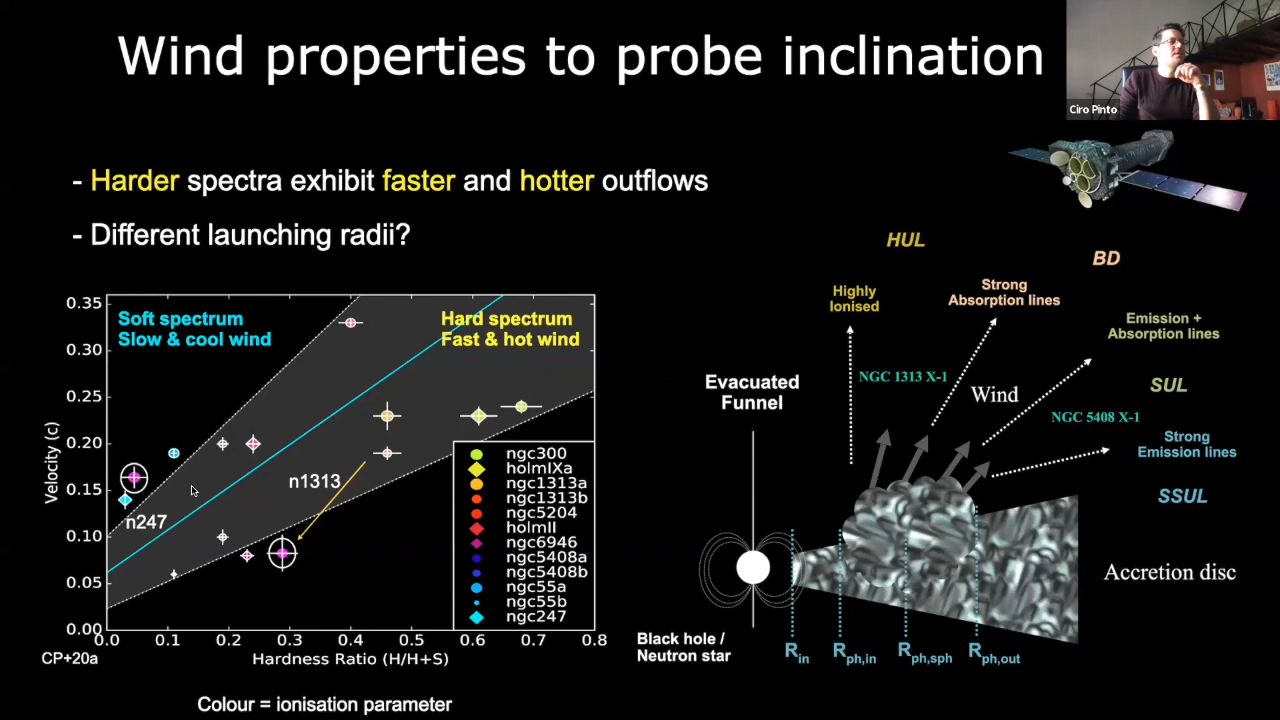 Wind properties to probe inclination
Ciro Pinto
- Harder spectra exhibit faster and hotter outflows
- Different launching radii?
Soft spectrum
Slow & cool wind
Hard spectrum
Fast & hot wind
n1313
n247
0.35
0.30
0.25
0.20
0.15
0.10
0.05
0.00
Velocity (c)
0.0 0.1 0.2 0.3 0.4 0.5 0.6 0.7 0.8
Hardness Ratio (H/H+S)
ngc300
holmIXa
ngc1313a
ngc1313b
ngc5204
holmII
ngc6946
ngc5408a
ngc5408b
ngc55a
ngc55b
ngc247
CP+20a
Colour = ionisation parameter
HUL
BD
Highly
Ionised
Strong
Absorption lines
Emission +
Absorption lines
NGC 1313 X-1
Evacuated
Funnel
Wind
SUL
NGC 5408 X-1
Strong
Emission lines
SSUL
Accretion disc
Black hole /
Neutron star
Rin
Rph,in
Rph,sph
Rph,out